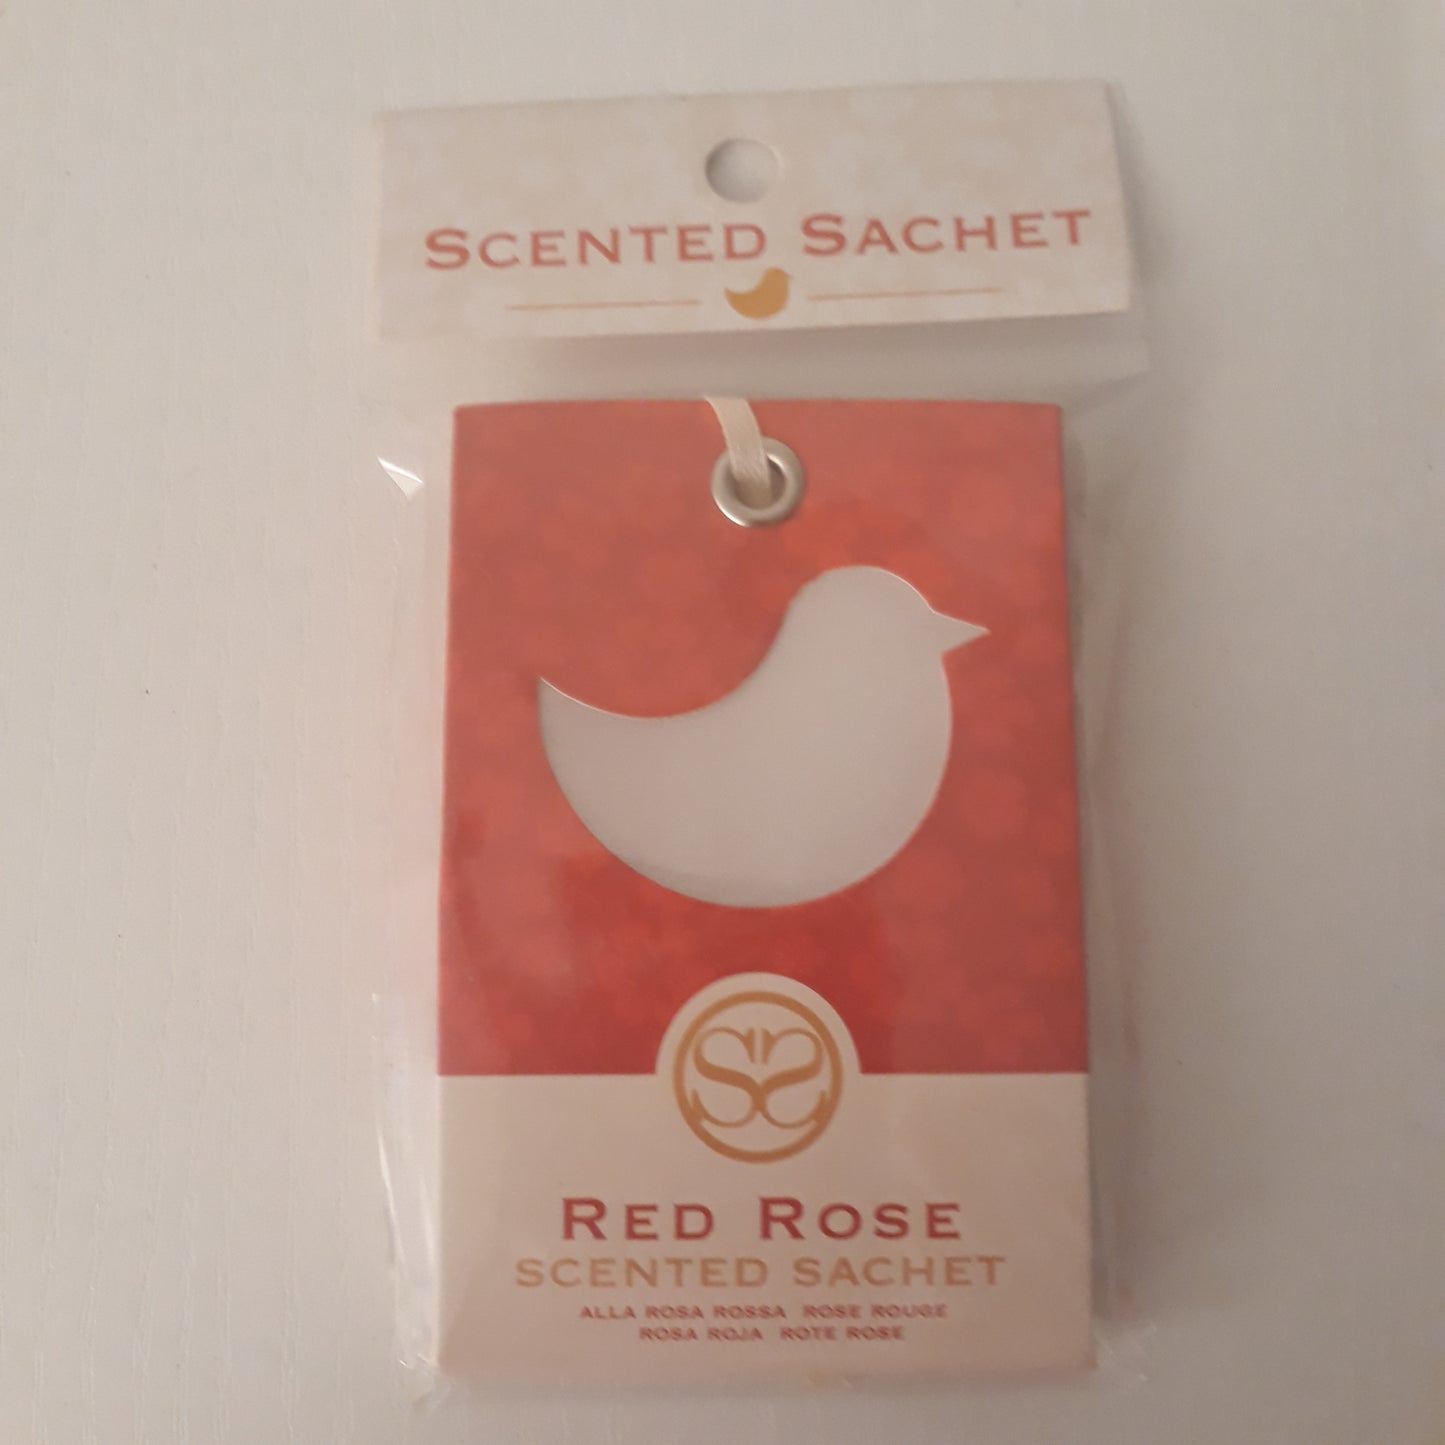 SCENTED SACHET
RED ROSE
SCENTED SACHET
ALLA ROSA ROSSA ROSE ROUGE
ROSA ROJA ROTE ROSE